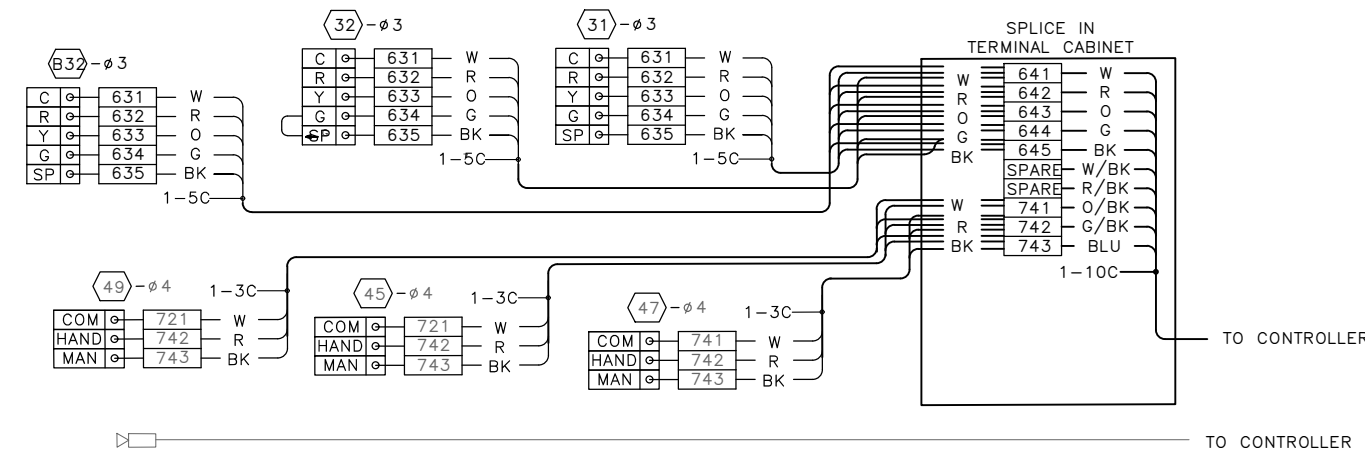 SPLICE IN
TERMINAL CABINET
B32 -ø3
C 631 W
R 632 R
Y 633 O
G 634 G
SP 635 BK
1-5C
32 -ø3
C 631 W
R 632 R
Y 633 O
G 634 G
SP 635 BK
1-5C
31 -ø3
C 631 W
R 632 R
Y 633 O
G 634 G
SP 635 BK
1-5C
W 641 W
R 642 R
O 643 O
G 644 G
BK 645 BK
SPARE W/BK
SPARE R/BK
W 741 O/BK
R 742 G/BK
BK 743 BLU
1-10C
TO CONTROLLER
49 -ø4
1-3C
COM 721 W
HAND 742 R
MAN 743 BK
45 -ø4
1-3C
COM 721 W
HAND 742 R
MAN 743 BK
47 -ø4
1-3C
COM 741 W
HAND 742 R
MAN 743 BK
TO CONTROLLER